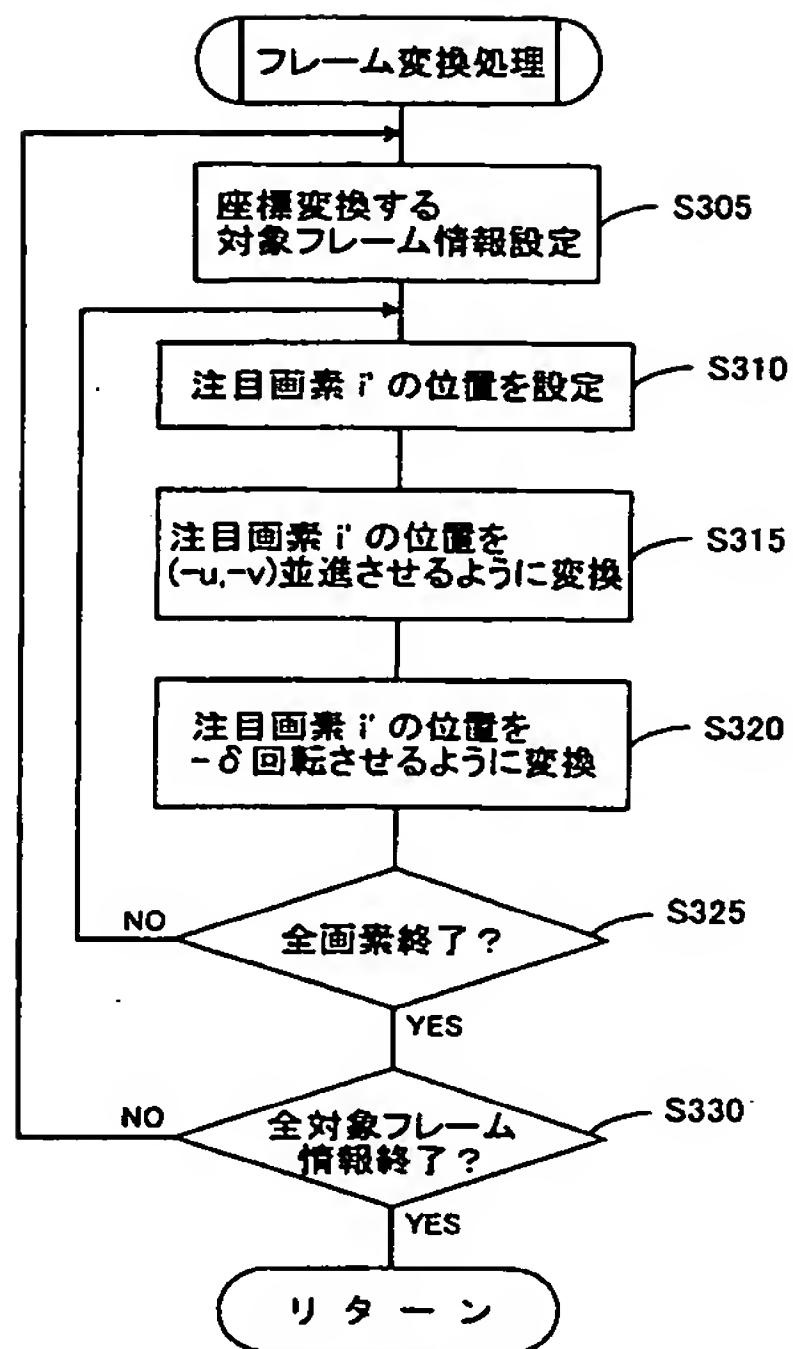 フレーム変換処理
座標変換する
対象フレーム情報設定
S305
注目画素 i' の位置を設定
S310
注目画素 i' の位置を
(-u,-v)並進させるように変換
S315
注目画素 i' の位置を
-δ 回転させるように変換
S320
全画素終了?
S325
NO
YES
全対象フレーム
情報終了?
S330
NO
YES
リターン